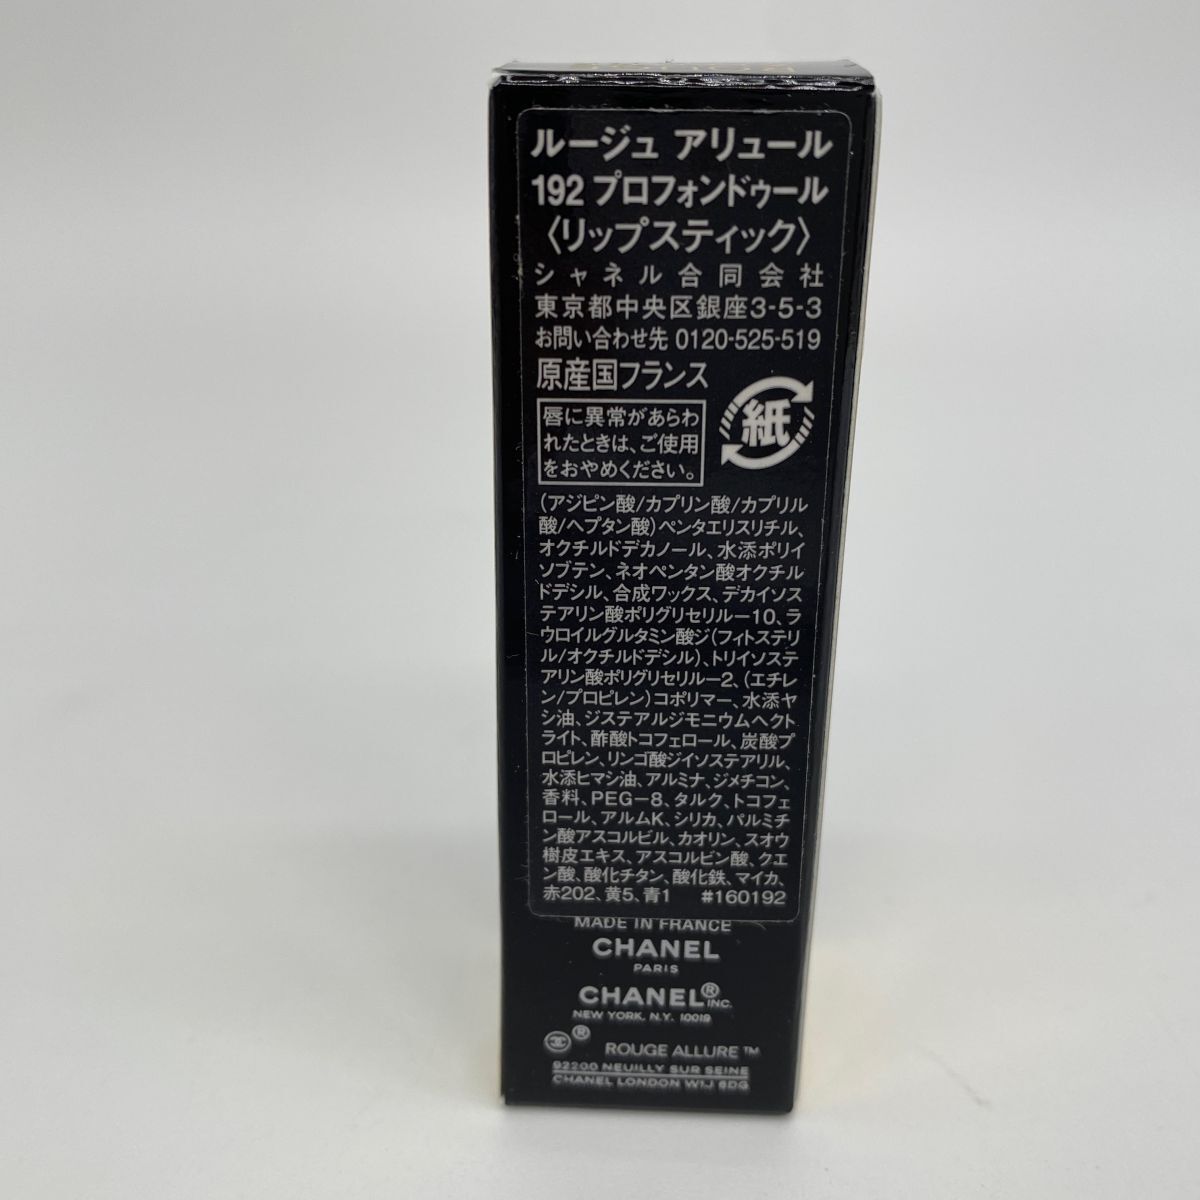 ルージュ アリュール
192 プロフォンドゥール
〈リップスティック〉
シャネル合同会社
東京都中央区銀座3-5-3
お問い合わせ先 0120-525-519
原産国フランス
紙
唇に異常があらわ
れたときは、ご使用
をおやめください。
(アジピン酸/カプリン酸/カプリル
酸/ヘプタン酸)ペンタエリスリチル、
オクチルドデカノール、水添ポリイ
ソブテン、ネオペンタン酸オクチル
ドデシル、合成ワックス、デカイソス
テアリン酸ポリグリセリルー10、ラ
ウロイルグルタミン酸ジ(フィトステリ
ル/オクチルドデシル)、トリイソステ
アリン酸ポリグリセリルー2、(エチレ
ン/プロピレン)コポリマー、水添ヤ
シ油、ジステアルジモニウムヘクト
ライト、酢酸トコフェロール、炭酸プ
ロピレン、リンゴ酸ジイソステアリル、
水添ヒマシ油、アルミナ、ジメチコン、
香料、PEG－8、タルク、トコフェ
ロール、アルムK、シリカ、パルミチ
ン酸アスコルビル、カオリン、スオウ
樹皮エキス、アスコルビン酸、クエ
ン酸、酸化チタン、酸化鉄、マイカ、
赤202、黄5、青1 #160192
MADE IN FRANCE
CHANEL
PARIS
CHANEL® INC.
NEW YORK, N.Y. 10019
® ROUGE ALLURE™
92200 NEUILLY SUR SEINE
CHANEL LONDON W1J 6DG